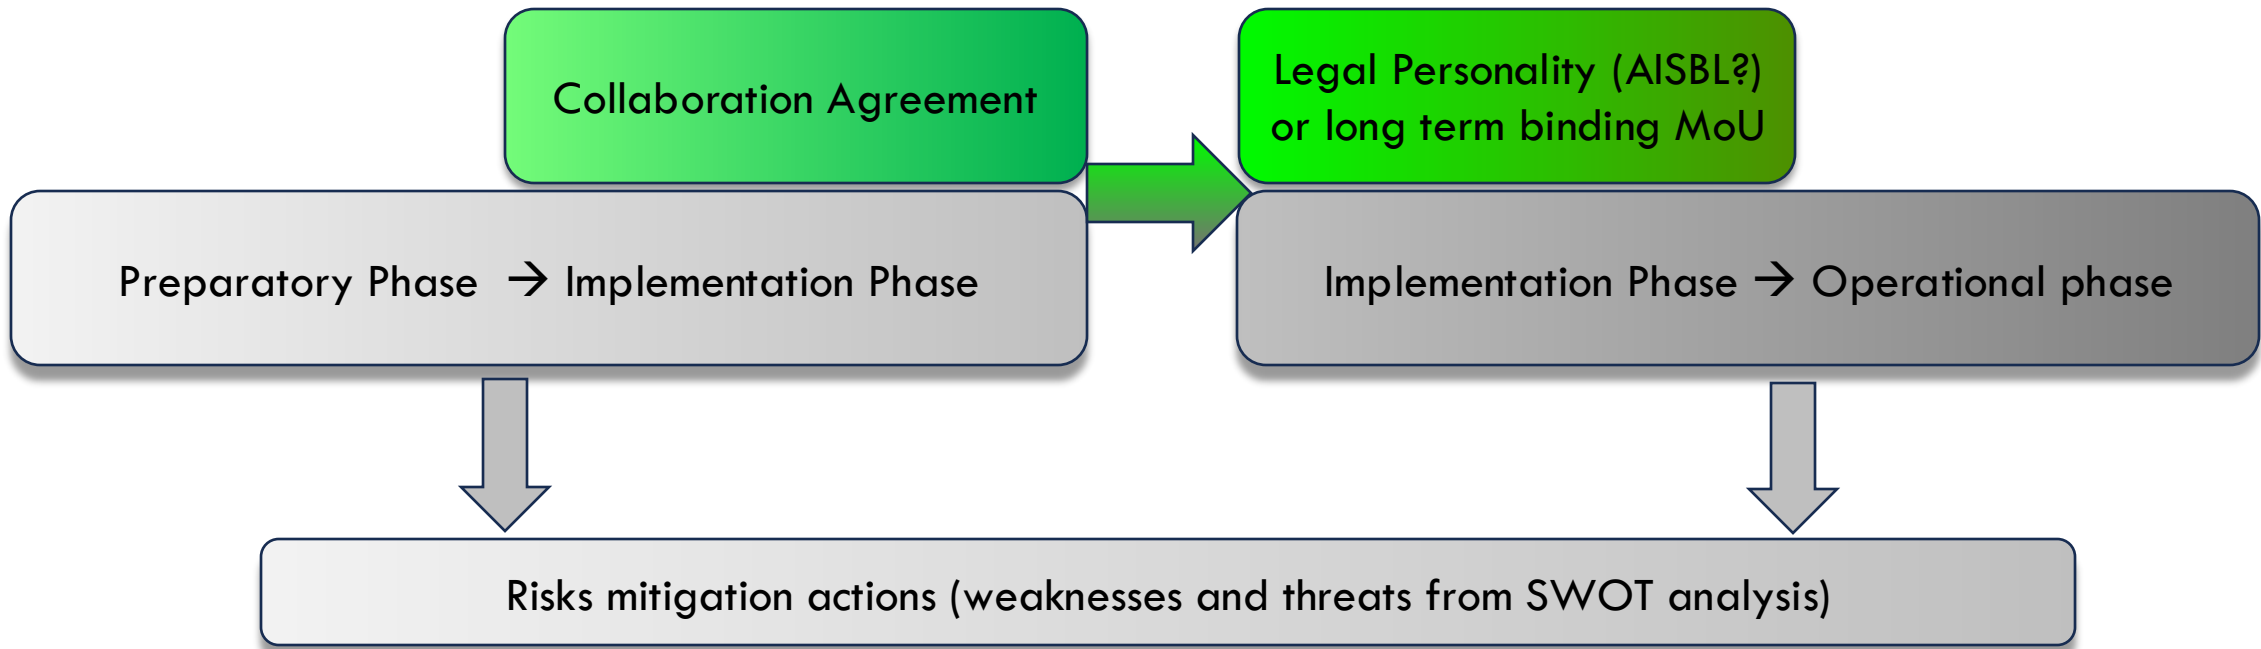 Collaboration Agreement
Legal Personality (AISBL?)
or long term binding MoU
Preparatory Phase → Implementation Phase
Implementation Phase → Operational phase
Risks mitigation actions (weaknesses and threats from SWOT analysis)